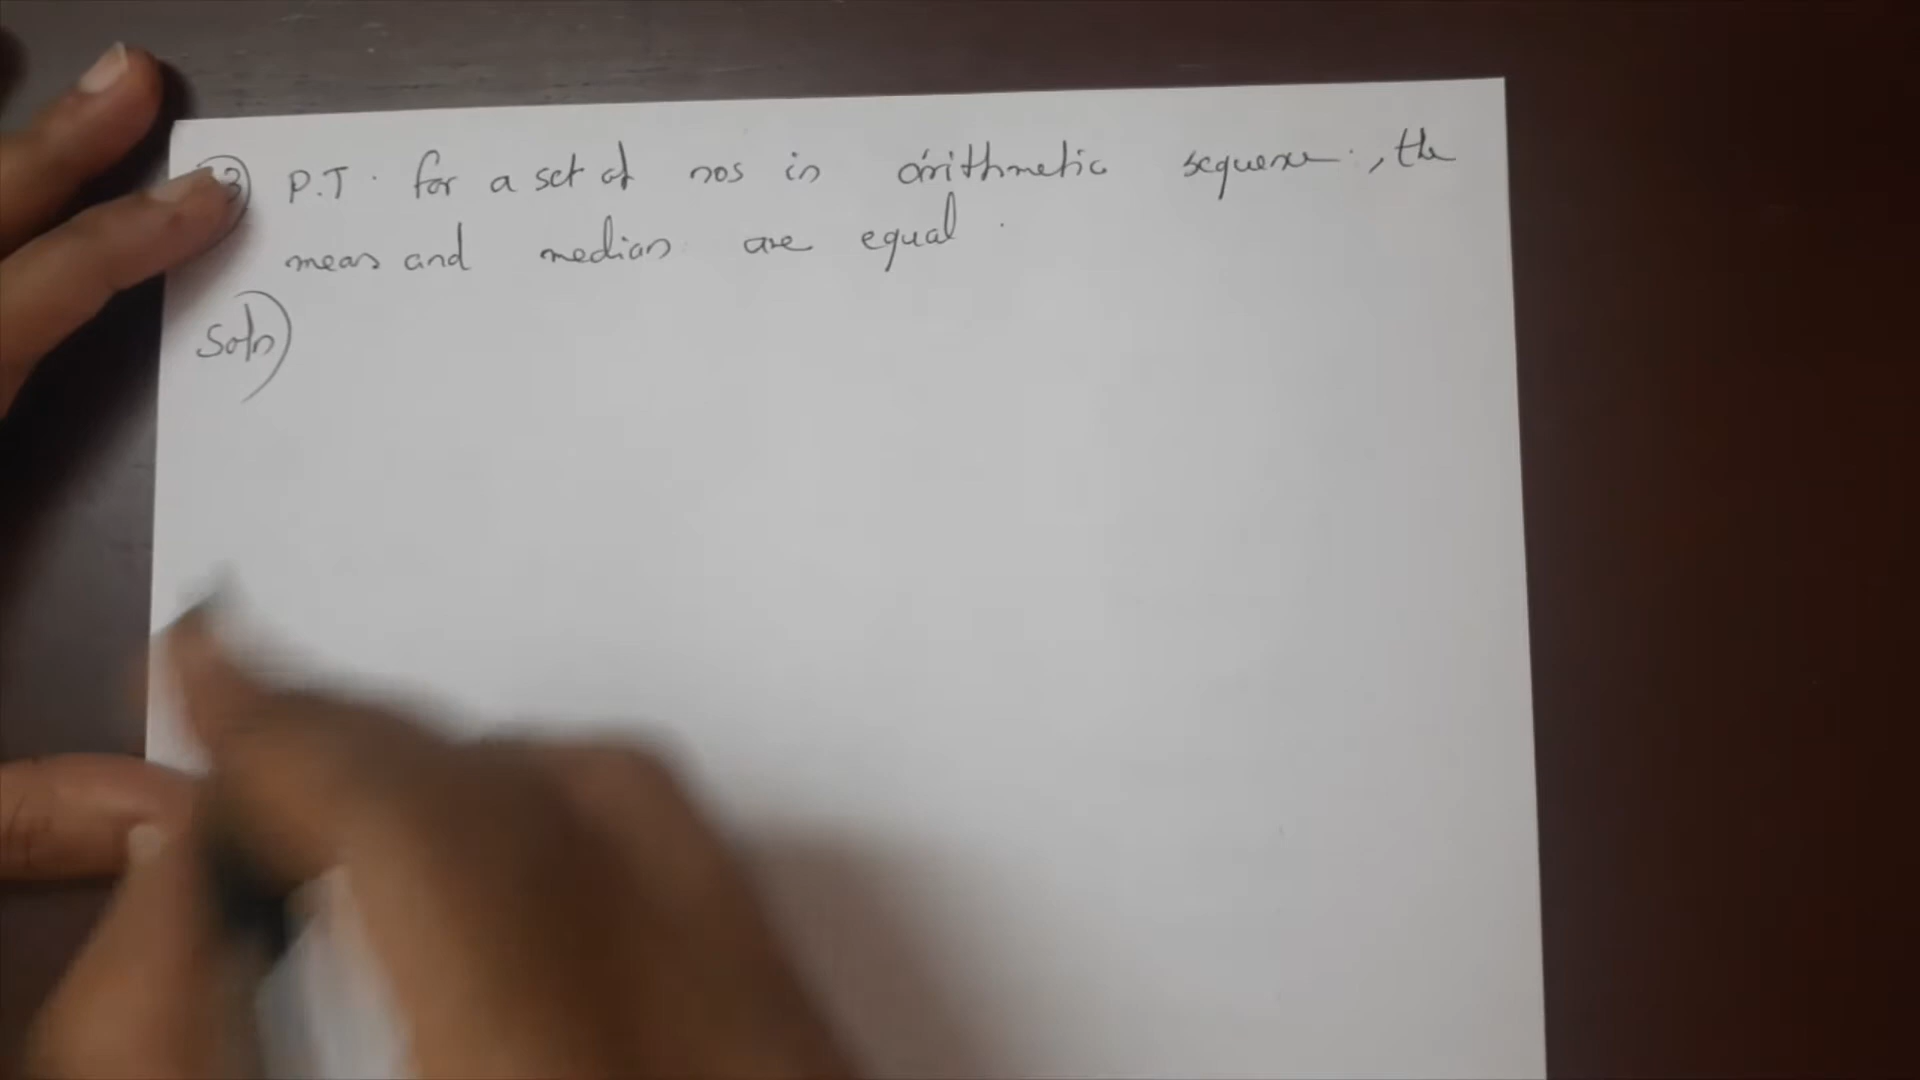 P.T. for a set of nos in arithmetic sequence, the
mean and median are equal.
Soln)